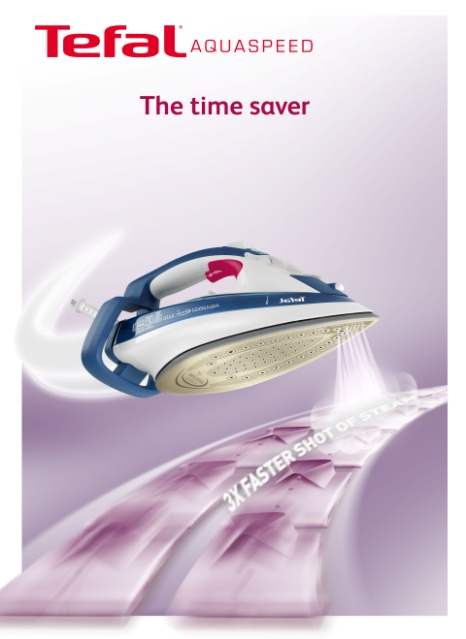 Tefal AQUASPEED
The time saver
Tefal
3X FASTER SHOT OF STEAM